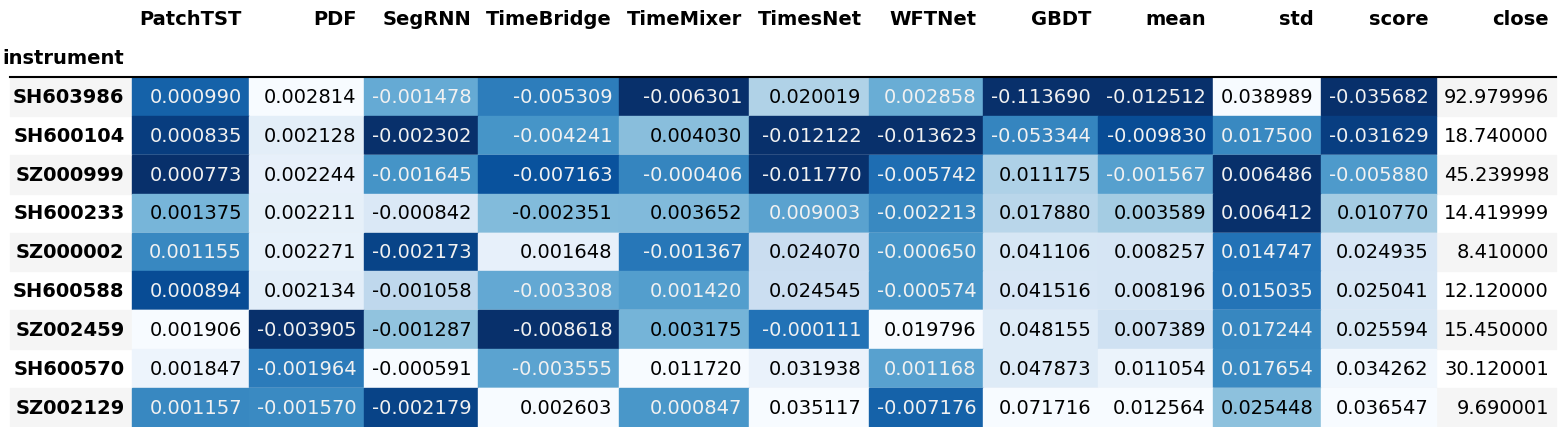 PatchTST PDF SegRNN TimeBridge TimeMixer TimesNet WFTNet GBDT mean std score close
instrument
SH603986 0.000990 0.002814 -0.001478 -0.005309 -0.006301 0.020019 0.002858 -0.113690 -0.012512 0.038989 -0.035682 92.979996
SH600104 0.000835 0.002128 -0.002302 -0.004241 0.004030 -0.012122 -0.013623 -0.053344 -0.009830 0.017500 -0.031629 18.740000
SZ000999 0.000773 0.002244 -0.001645 -0.007163 -0.000406 -0.011770 -0.005742 0.011175 -0.001567 0.006486 -0.005880 45.239998
SH600233 0.001375 0.002211 -0.000842 -0.002351 0.003652 0.009003 -0.002213 0.017880 0.003589 0.006412 0.010770 14.419999
SZ000002 0.001155 0.002271 -0.002173 0.001648 -0.001367 0.024070 -0.000650 0.041106 0.008257 0.014747 0.024935 8.410000
SH600588 0.000894 0.002134 -0.001058 -0.003308 0.001420 0.024545 -0.000574 0.041516 0.008196 0.015035 0.025041 12.120000
SZ002459 0.001906 -0.003905 -0.001287 -0.008618 0.003175 -0.000111 0.019796 0.048155 0.007389 0.017244 0.025594 15.450000
SH600570 0.001847 -0.001964 -0.000591 -0.003555 0.011720 0.031938 0.001168 0.047873 0.011054 0.017654 0.034262 30.120001
SZ002129 0.001157 -0.001570 -0.002179 0.002603 0.000847 0.035117 -0.007176 0.071716 0.012564 0.025448 0.036547 9.690001